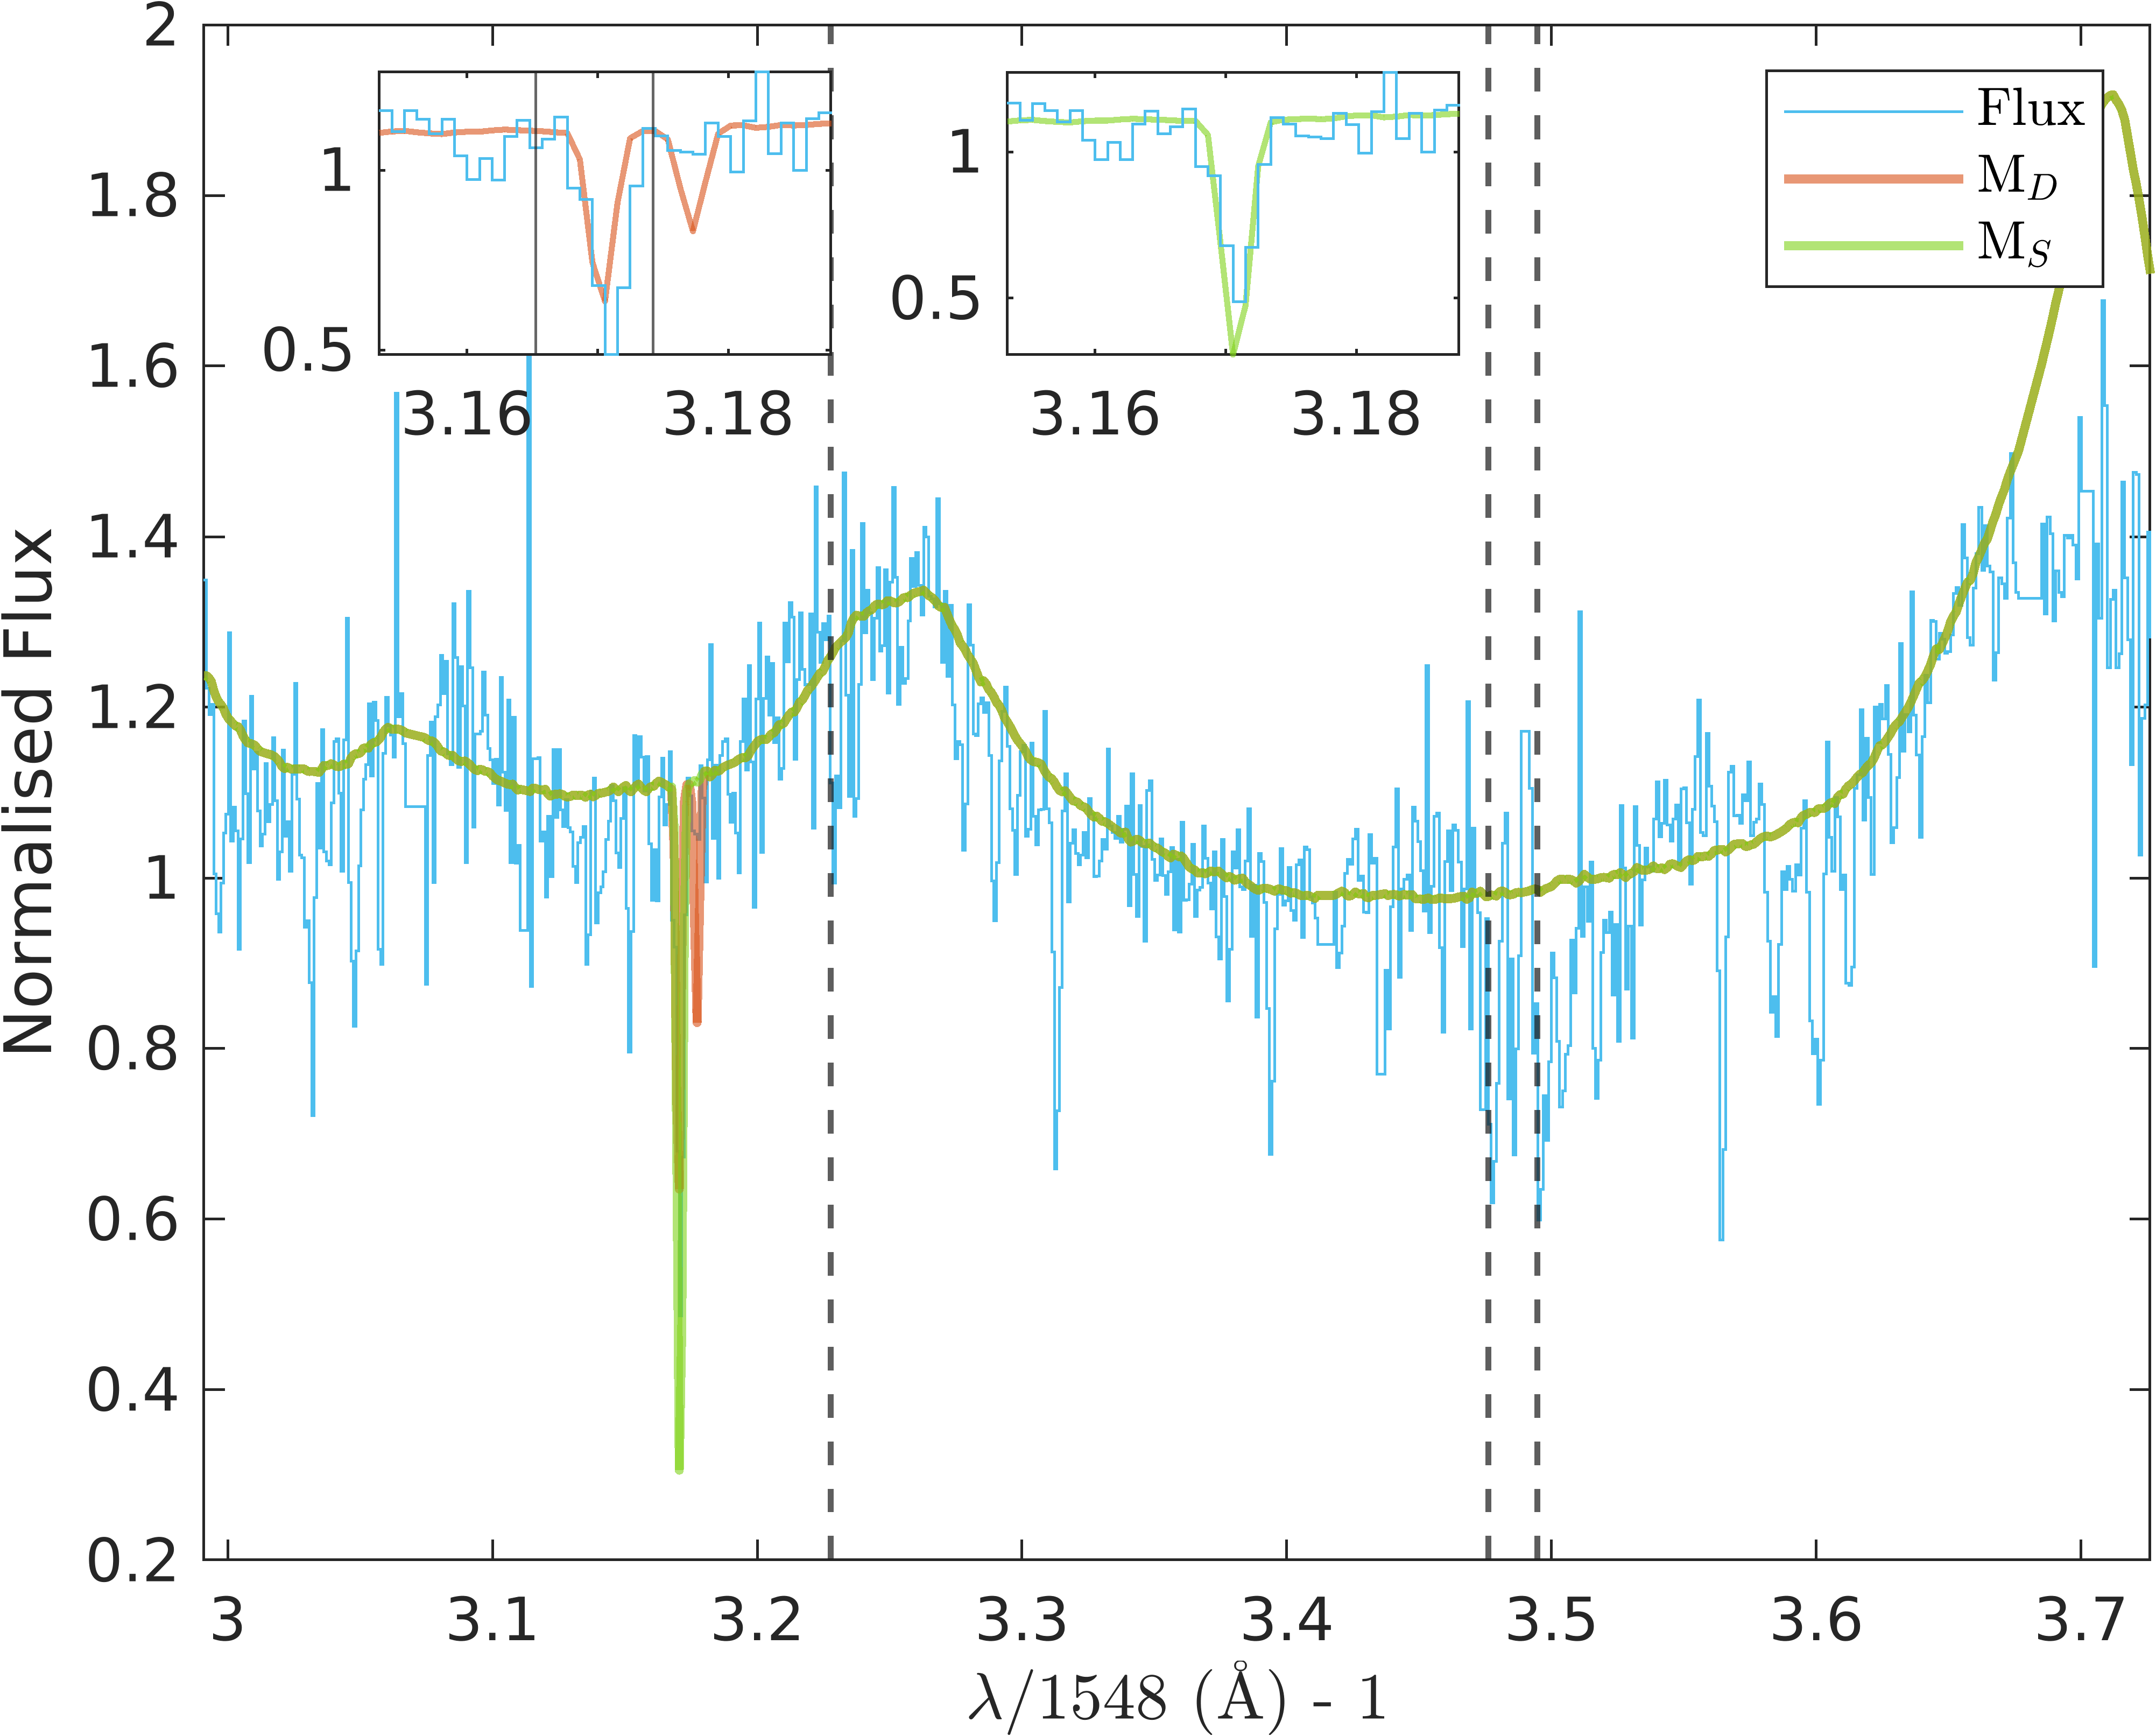 2
1.8
1.6
1.4
1.2
1
0.8
0.6
0.4
0.2
Normalised Flux
1
0.5
3.16 3.18
1
0.5
3.16 3.18
Flux
M_D
M_S
3 3.1 3.2 3.3 3.4 3.5 3.6 3.7
λ/1548 (Å) - 1